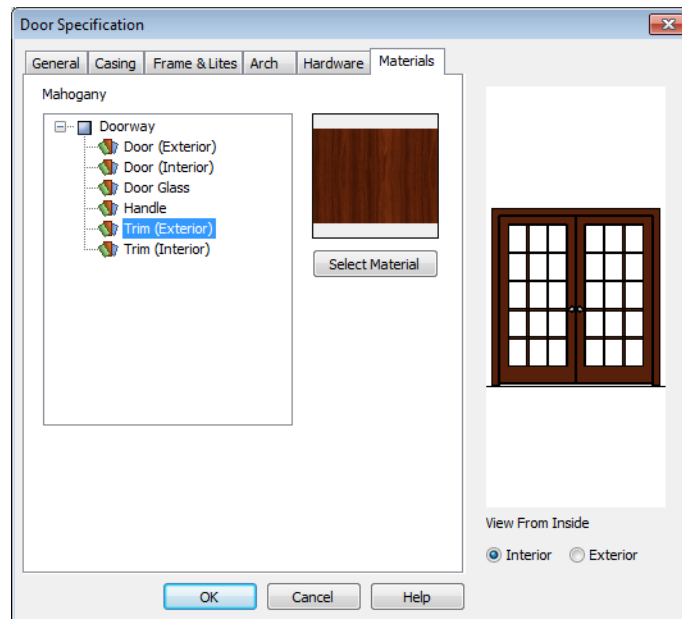 Door Specification
General Casing Frame & Lites Arch Hardware Materials
Mahogany
Doorway
Door (Exterior)
Door (Interior)
Door Glass
Handle
Trim (Exterior)
Trim (Interior)
Select Material
View From Inside
Interior Exterior
OK Cancel Help